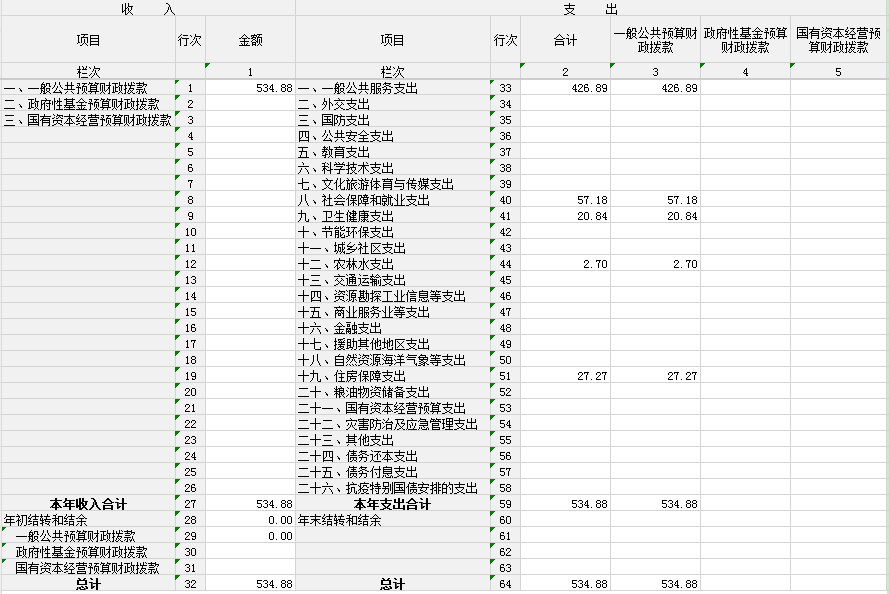 收 入 支 出
项目 行次 金额 项目 行次 合计 一般公共预算财政拨款 政府性基金预算财政拨款 国有资本经营预算财政拨款
栏次 1 栏次 2 3 4 5
一、一般公共预算财政拨款 1 534.88 一、一般公共服务支出 33 426.89 426.89
二、政府性基金预算财政拨款 2 二、外交支出 34
三、国有资本经营预算财政拨款 3 三、国防支出 35
4 四、公共安全支出 36
5 五、教育支出 37
6 六、科学技术支出 38
7 七、文化旅游体育与传媒支出 39
8 八、社会保障和就业支出 40 57.18 57.18
9 九、卫生健康支出 41 20.84 20.84
10 十、节能环保支出 42
11 十一、城乡社区支出 43
12 十二、农林水支出 44 2.70 2.70
13 十三、交通运输支出 45
14 十四、资源勘探工业信息等支出 46
15 十五、商业服务业等支出 47
16 十六、金融支出 48
17 十七、援助其他地区支出 49
18 十八、自然资源海洋气象等支出 50
19 十九、住房保障支出 51 27.27 27.27
20 二十、粮油物资储备支出 52
21 二十一、国有资本经营预算支出 53
22 二十二、灾害防治及应急管理支出 54
23 二十三、其他支出 55
24 二十四、债务还本支出 56
25 二十五、债务付息支出 57
26 二十六、抗疫特别国债安排的支出 58
本年收入合计 27 534.88 本年支出合计 59 534.88 534.88
年初结转和结余 28 0.00 年末结转和结余 60
一般公共预算财政拨款 29 0.00 61
政府性基金预算财政拨款 30 62
国有资本经营预算财政拨款 31 63
总计 32 534.88 总计 64 534.88 534.88